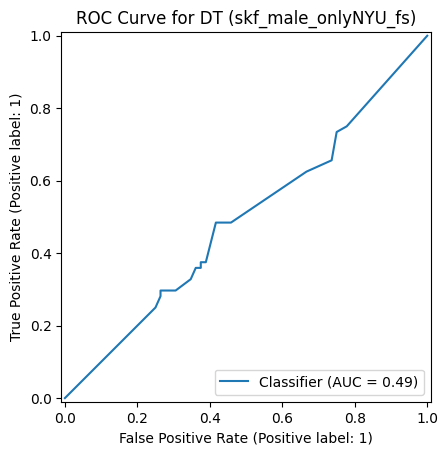 ROC Curve for DT (skf_male_onlyNYU_fs)
True Positive Rate (Positive label: 1)
1.0
0.8
0.6
0.4
0.2
0.0
Classifier (AUC = 0.49)
0.0 0.2 0.4 0.6 0.8 1.0
False Positive Rate (Positive label: 1)